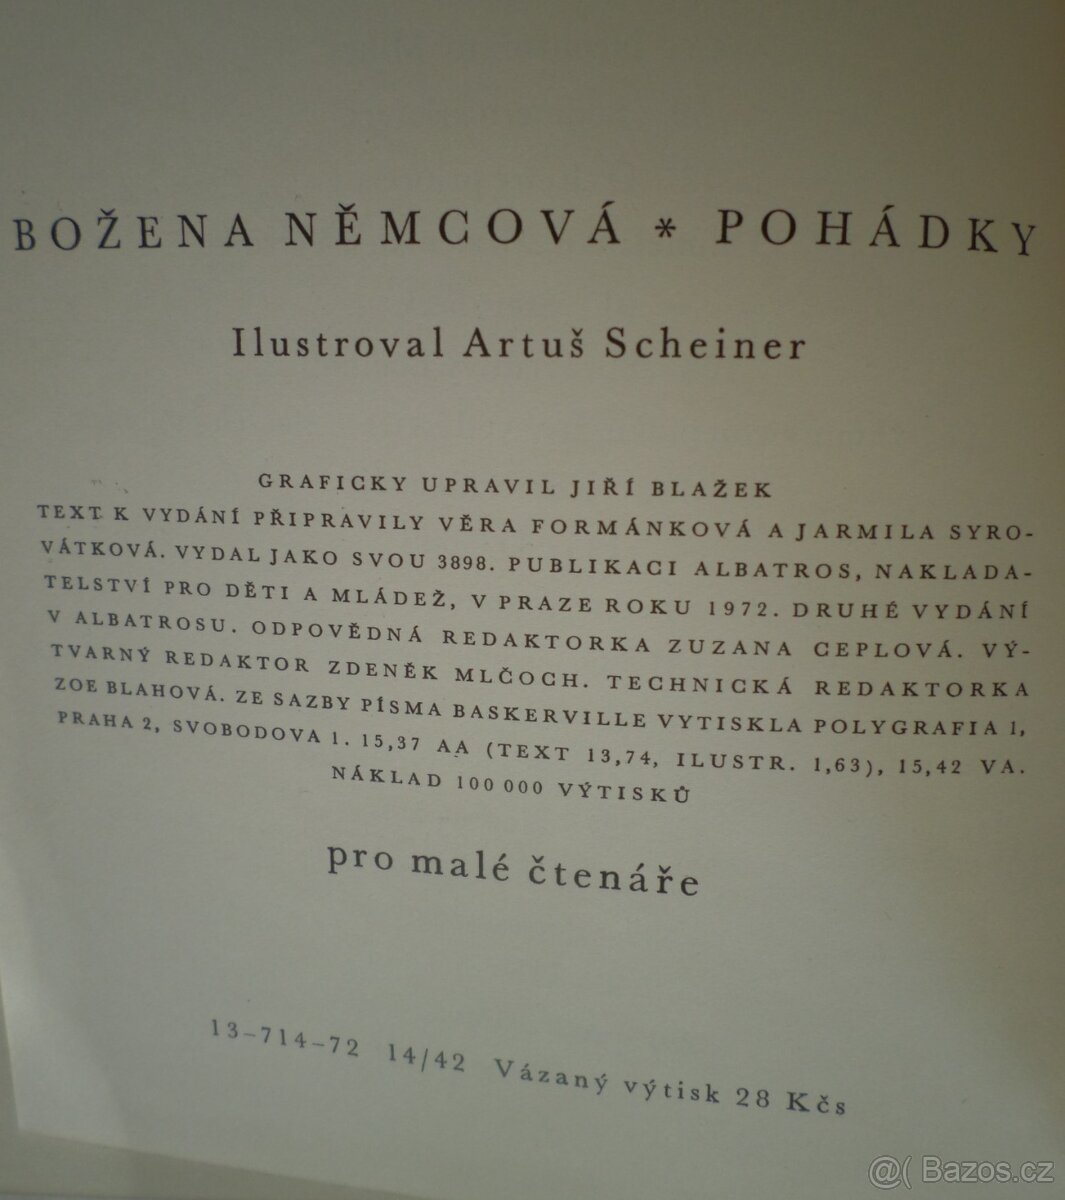 BOŽENA NĚMCOVÁ * POHÁDKY
Ilustroval Artuš Scheiner
GRAFICKY UPRAVIL JIŘÍ BLAŽEK
TEXT K VYDÁNÍ PŘIPRAVILY VĚRA FORMÁNKOVÁ A JARMILA SYRO-
VÁTKOVÁ. VYDAL JAKO SVOU 3898. PUBLIKACI ALBATROS, NAKLADA-
TELSTVÍ PRO DĚTI A MLÁDEŽ, V PRAZE ROKU 1972. DRUHÉ VYDÁNÍ
V ALBATROSU. ODPOVĚDNÁ REDAKTORKA ZUZANA CEPLOVÁ. VÝ-
TVARNÝ REDAKTOR ZDENĚK MLČOCH. TECHNICKÁ REDAKTORKA
ZOE BLAHOVÁ. ZE SAZBY PÍSMA BASKERVILLE VYTISKLA POLYGRAFIA 1,
PRAHA 2, SVOBODOVA 1. 15,37 AA (TEXT 13,74, ILUSTR. 1,63), 15,42 VA.
NÁKLAD 100 000 VÝTISKŮ
pro malé čtenáře
13-714-72 14/42 Vázaný výtisk 28 Kčs
@( Bazos.cz